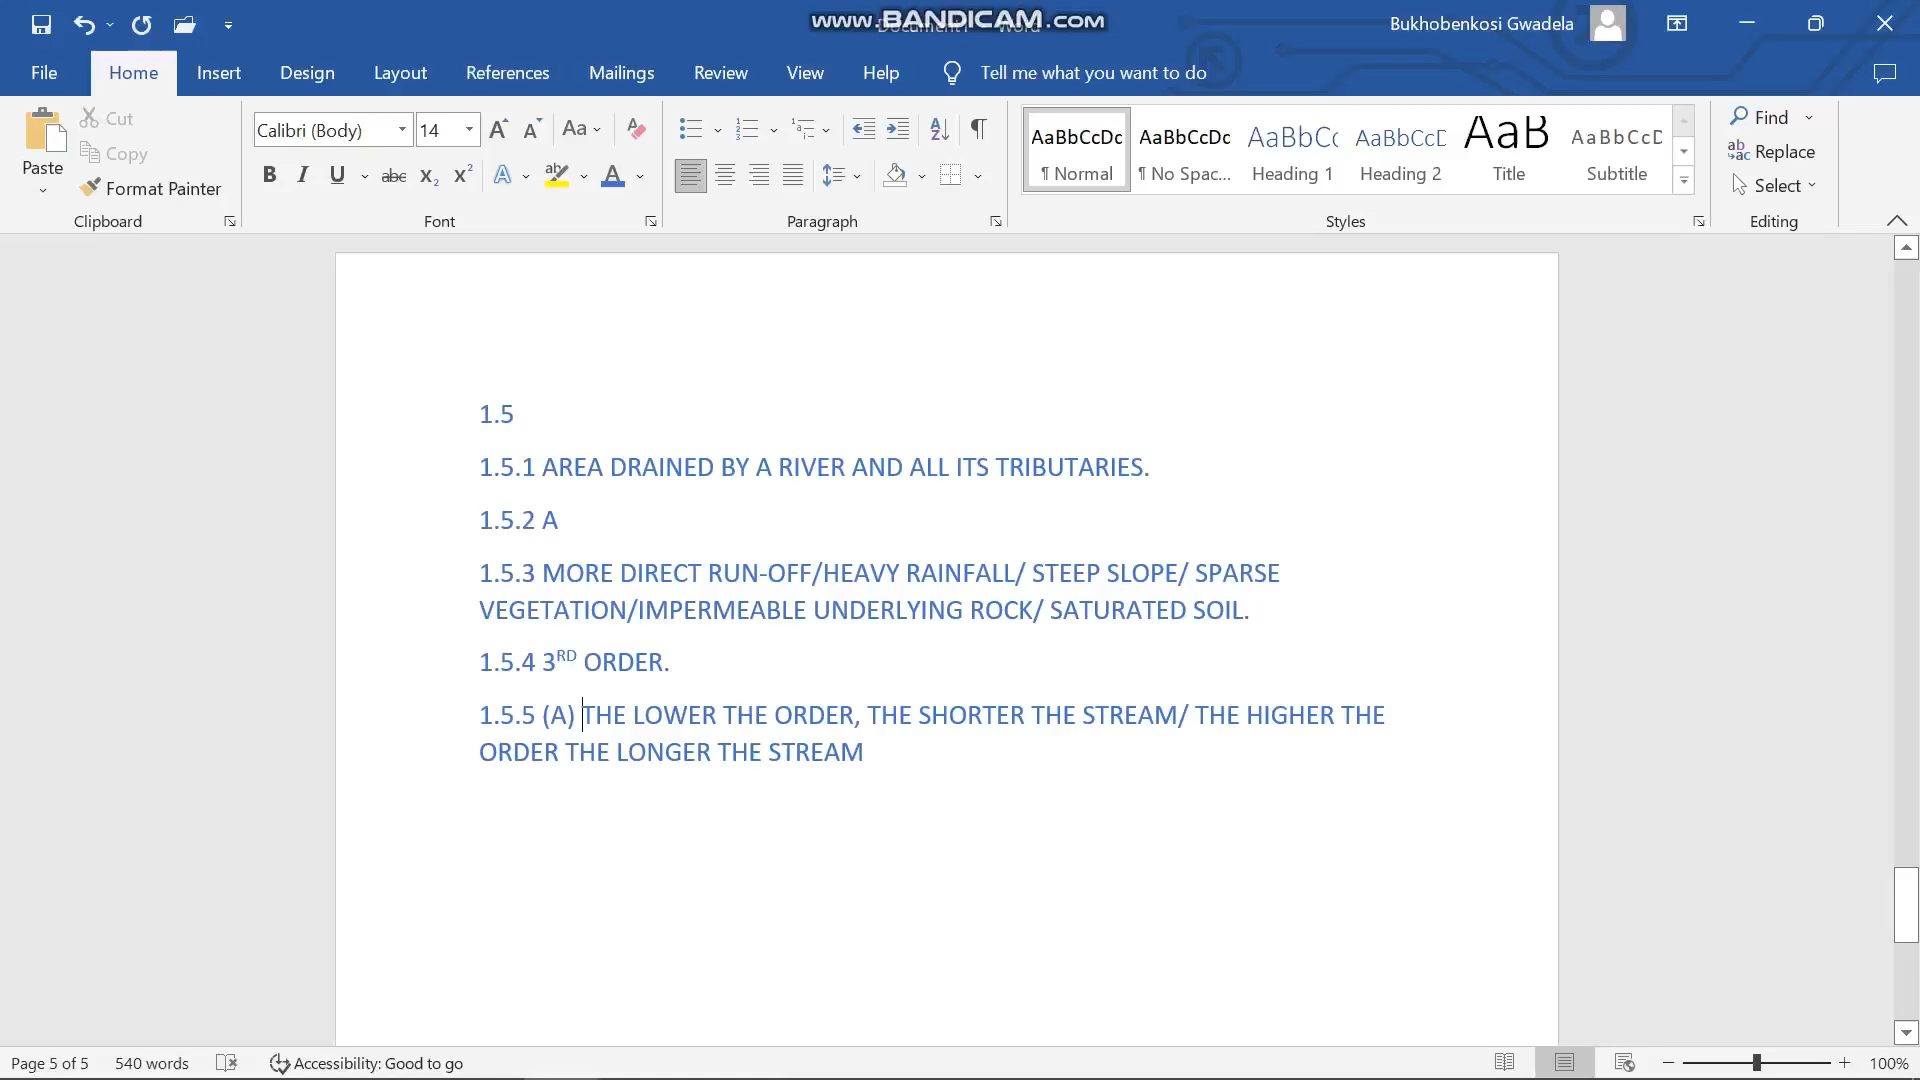 www.BANDICAM.com
Bukhobenkosi Gwadela
File Home Insert Design Layout References Mailings Review View Help Tell me what you want to do
Cut
Copy
Paste
Format Painter
Calibri (Body) 14
Aa
B I U abc X₂ X² A ab A
AaBbCcDc AaBbCcDc AaBbCc AaBbCcD AaB AaBbCcD
¶ Normal ¶ No Spac... Heading 1 Heading 2 Title Subtitle
Find
Replace
Select
Clipboard Font Paragraph Styles Editing
1.5
1.5.1 AREA DRAINED BY A RIVER AND ALL ITS TRIBUTARIES.
1.5.2 A
1.5.3 MORE DIRECT RUN-OFF/HEAVY RAINFALL/ STEEP SLOPE/ SPARSE
VEGETATION/IMPERMEABLE UNDERLYING ROCK/ SATURATED SOIL.
1.5.4 3RD ORDER.
1.5.5 (A) THE LOWER THE ORDER, THE SHORTER THE STREAM/ THE HIGHER THE
ORDER THE LONGER THE STREAM
Page 5 of 5 540 words Accessibility: Good to go 100%